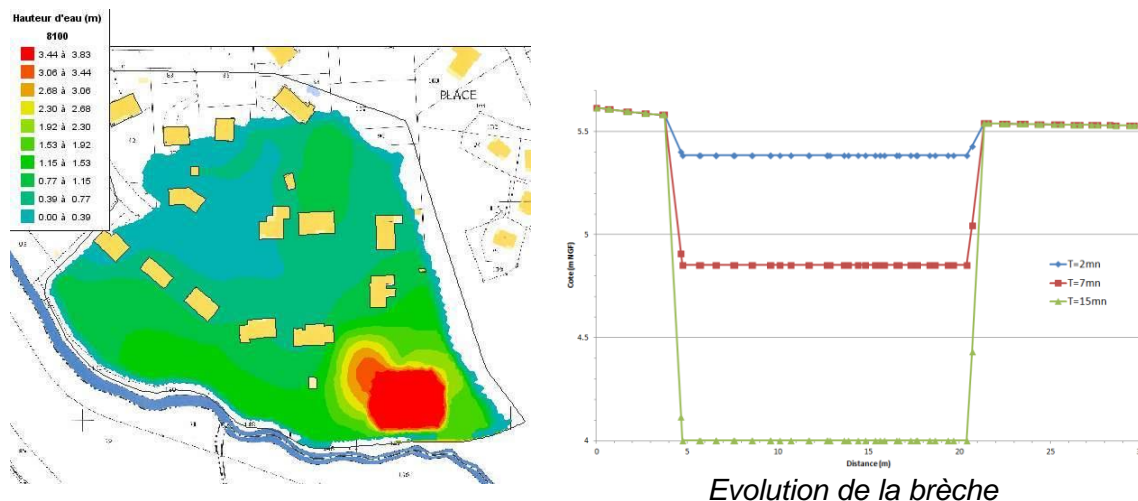 Hauteur d'eau (m)
8100
3.44 à 3.83
3.06 à 3.44
2.68 à 3.06
2.30 à 2.68
1.92 à 2.30
1.53 à 1.92
1.15 à 1.53
0.77 à 1.15
0.39 à 0.77
0.00 à 0.39
PLACE
5.5
5
4.5
4
Cote (m NGF)
0
5
10
15
20
25
Distance (m)
T=2mn
T=7mn
T=15mn
Evolution de la brèche